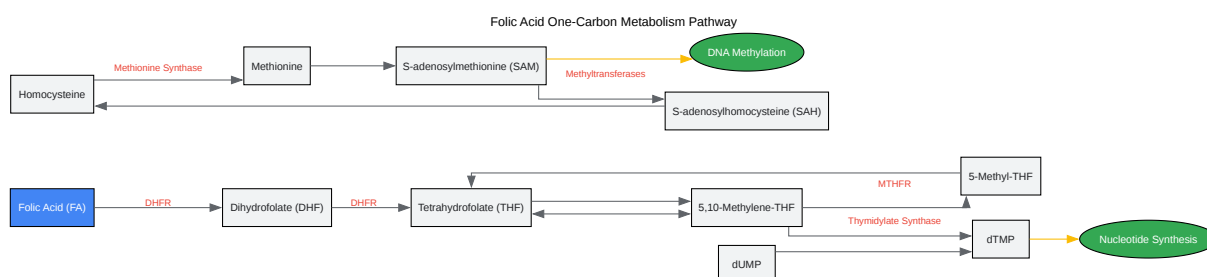 Folic Acid One-Carbon Metabolism Pathway
DNA Methylation
Methionine Synthase
Methionine
S-adenosylmethionine (SAM)
Methyltransferases
Homocysteine
S-adenosylhomocysteine (SAH)
5-Methyl-THF
MTHFR
Folic Acid (FA)
DHFR
Dihydrofolate (DHF)
DHFR
Tetrahydrofolate (THF)
5,10-Methylene-THF
Thymidylate Synthase
dTMP
Nucleotide Synthesis
dUMP